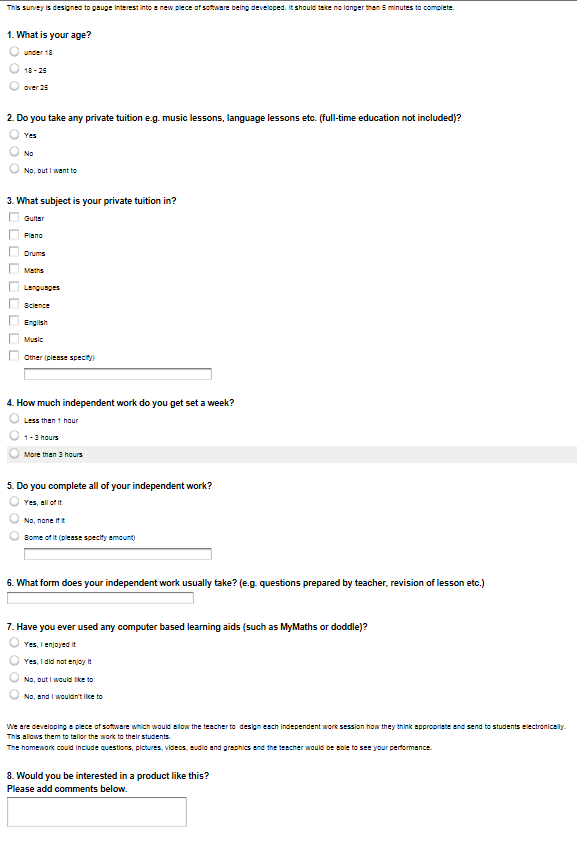 This survey is designed to gauge interest into a new piece of software being developed. It should take no longer than 5 minutes to complete.
1. What is your age?
under 18
18 - 25
over 25
2. Do you take any private tuition e.g. music lessons, language lessons etc. (full-time education not included)?
Yes
No
No, but I want to
3. What subject is your private tuition in?
Guitar
Piano
Drums
Maths
Languages
Science
English
Music
Other (please specify)
4. How much independent work do you get set a week?
Less than 1 hour
1 - 3 hours
More than 3 hours
5. Do you complete all of your independent work?
Yes, all of it
No, none if it
Some of it (please specify amount)
6. What form does your independent work usually take? (e.g. questions prepared by teacher, revision of lesson etc.)
7. Have you ever used any computer based learning aids (such as MyMaths or doddle)?
Yes, I enjoyed it
Yes, I did not enjoy it
No, but I would like to
No, and I wouldn't like to
We are developing a piece of software which would allow the teacher to design each independent work session how they think appropriate and send to students electronically.
This allows them to tailor the work to their students.
The homework could include questions, pictures, videos, audio and graphics and the teacher would be able to see your performance.
8. Would you be interested in a product like this?
Please add comments below.